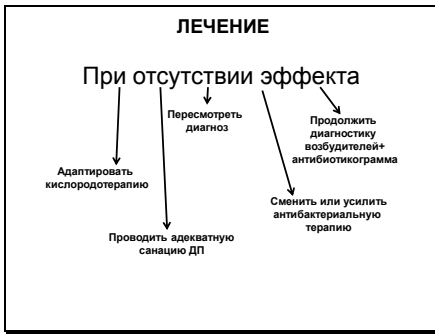 ЛЕЧЕНИЕ
При отсутствии эффекта
Пересмотреть
диагноз
Продолжить
диагностику
возбудителей+
антибиотикограмма
Адаптировать
кислородотерапию
Сменить или усилить
антибактериальную
терапию
Проводить адекватную
санацию ДП